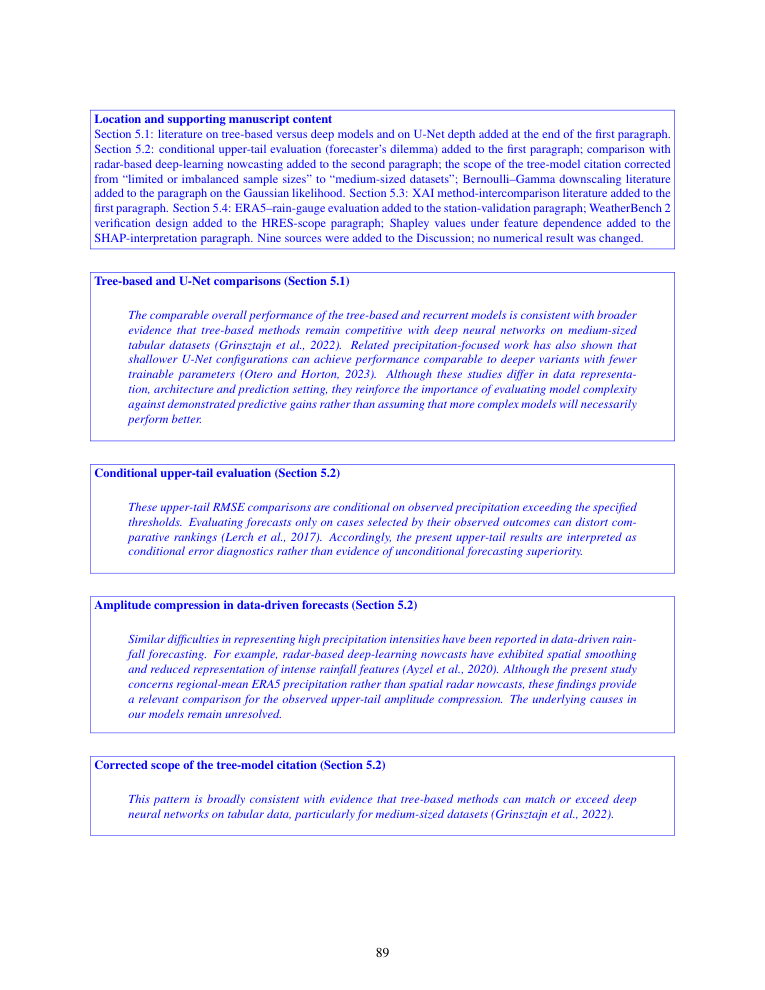 Location and supporting manuscript content
Section 5.1: literature on tree-based versus deep models and on U-Net depth added at the end of the first paragraph.
Section 5.2: conditional upper-tail evaluation (forecaster's dilemma) added to the first paragraph; comparison with
radar-based deep-learning nowcasting added to the second paragraph; the scope of the tree-model citation corrected
from “limited or imbalanced sample sizes” to “medium-sized datasets”; Bernoulli–Gamma downscaling literature
added to the paragraph on the Gaussian likelihood. Section 5.3: XAI method-intercomparison literature added to the
first paragraph. Section 5.4: ERA5–rain-gauge evaluation added to the station-validation paragraph; WeatherBench 2
verification design added to the HRES-scope paragraph; Shapley values under feature dependence added to the
SHAP-interpretation paragraph. Nine sources were added to the Discussion; no numerical result was changed.
Tree-based and U-Net comparisons (Section 5.1)
The comparable overall performance of the tree-based and recurrent models is consistent with broader
evidence that tree-based methods remain competitive with deep neural networks on medium-sized
tabular datasets (Grinsztajn et al., 2022). Related precipitation-focused work has also shown that
shallower U-Net configurations can achieve performance comparable to deeper variants with fewer
trainable parameters (Otero and Horton, 2023). Although these studies differ in data representa-
tion, architecture and prediction setting, they reinforce the importance of evaluating model complexity
against demonstrated predictive gains rather than assuming that more complex models will necessarily
perform better.
Conditional upper-tail evaluation (Section 5.2)
These upper-tail RMSE comparisons are conditional on observed precipitation exceeding the specified
thresholds. Evaluating forecasts only on cases selected by their observed outcomes can distort com-
parative rankings (Lerch et al., 2017). Accordingly, the present upper-tail results are interpreted as
conditional error diagnostics rather than evidence of unconditional forecasting superiority.
Amplitude compression in data-driven forecasts (Section 5.2)
Similar difficulties in representing high precipitation intensities have been reported in data-driven rain-
fall forecasting. For example, radar-based deep-learning nowcasts have exhibited spatial smoothing
and reduced representation of intense rainfall features (Ayzel et al., 2020). Although the present study
concerns regional-mean ERA5 precipitation rather than spatial radar nowcasts, these findings provide
a relevant comparison for the observed upper-tail amplitude compression. The underlying causes in
our models remain unresolved.
Corrected scope of the tree-model citation (Section 5.2)
This pattern is broadly consistent with evidence that tree-based methods can match or exceed deep
neural networks on tabular data, particularly for medium-sized datasets (Grinsztajn et al., 2022).
89